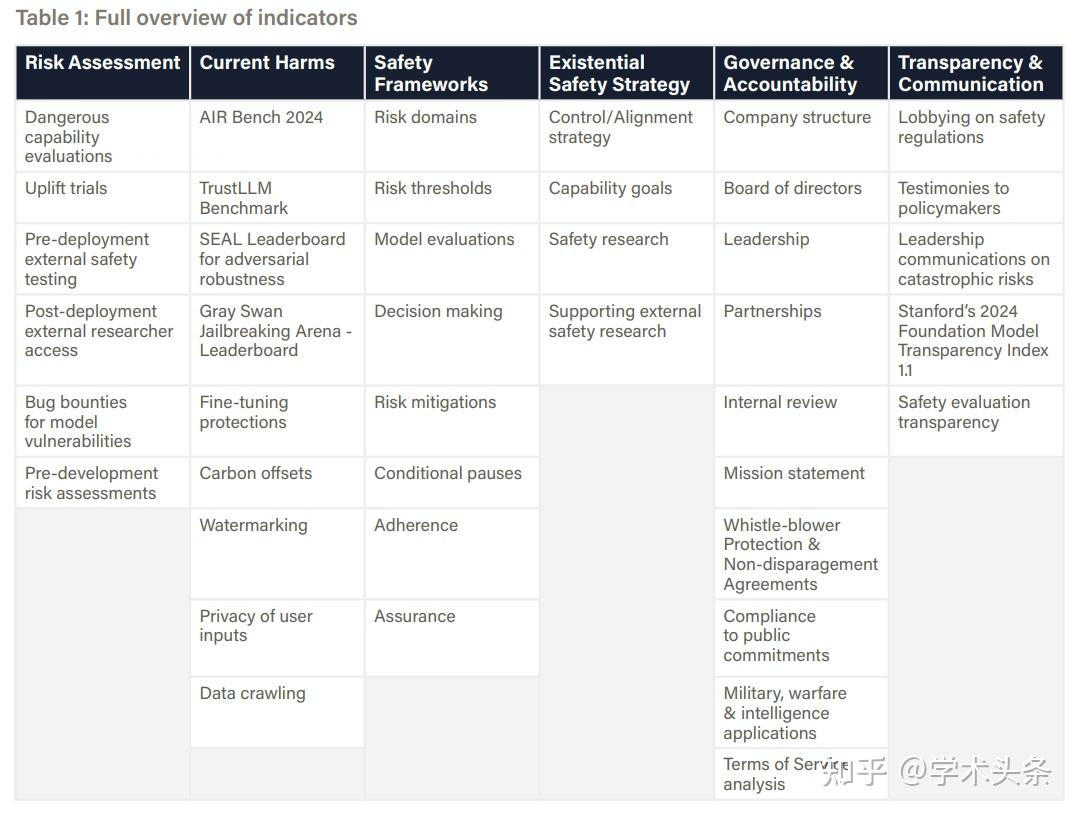 Table 1: Full overview of indicators
Risk Assessment
Current Harms
Safety
Frameworks
Existential
Safety Strategy
Governance &
Accountability
Transparency &
Communication
Dangerous
capability
evaluations
AIR Bench 2024
Risk domains
Control/Alignment
strategy
Company structure
Lobbying on safety
regulations
Uplift trials
TrustLLM
Benchmark
Risk thresholds
Capability goals
Board of directors
Testimonies to
policymakers
Pre-deployment
external safety
testing
SEAL Leaderboard
for adversarial
robustness
Model evaluations
Safety research
Leadership
Leadership
communications on
catastrophic risks
Post-deployment
external researcher
access
Gray Swan
Jailbreaking Arena -
Leaderboard
Decision making
Supporting external
safety research
Partnerships
Stanford's 2024
Foundation Model
Transparency Index
1.1
Bug bounties
for model
vulnerabilities
Fine-tuning
protections
Risk mitigations
Internal review
Safety evaluation
transparency
Pre-development
risk assessments
Carbon offsets
Conditional pauses
Mission statement
Watermarking
Adherence
Whistle-blower
Protection &
Non-disparagement
Agreements
Privacy of user
inputs
Assurance
Compliance
to public
commitments
Data crawling
Military, warfare
& intelligence
applications
Terms of Service
analysis
知乎 @学术头条